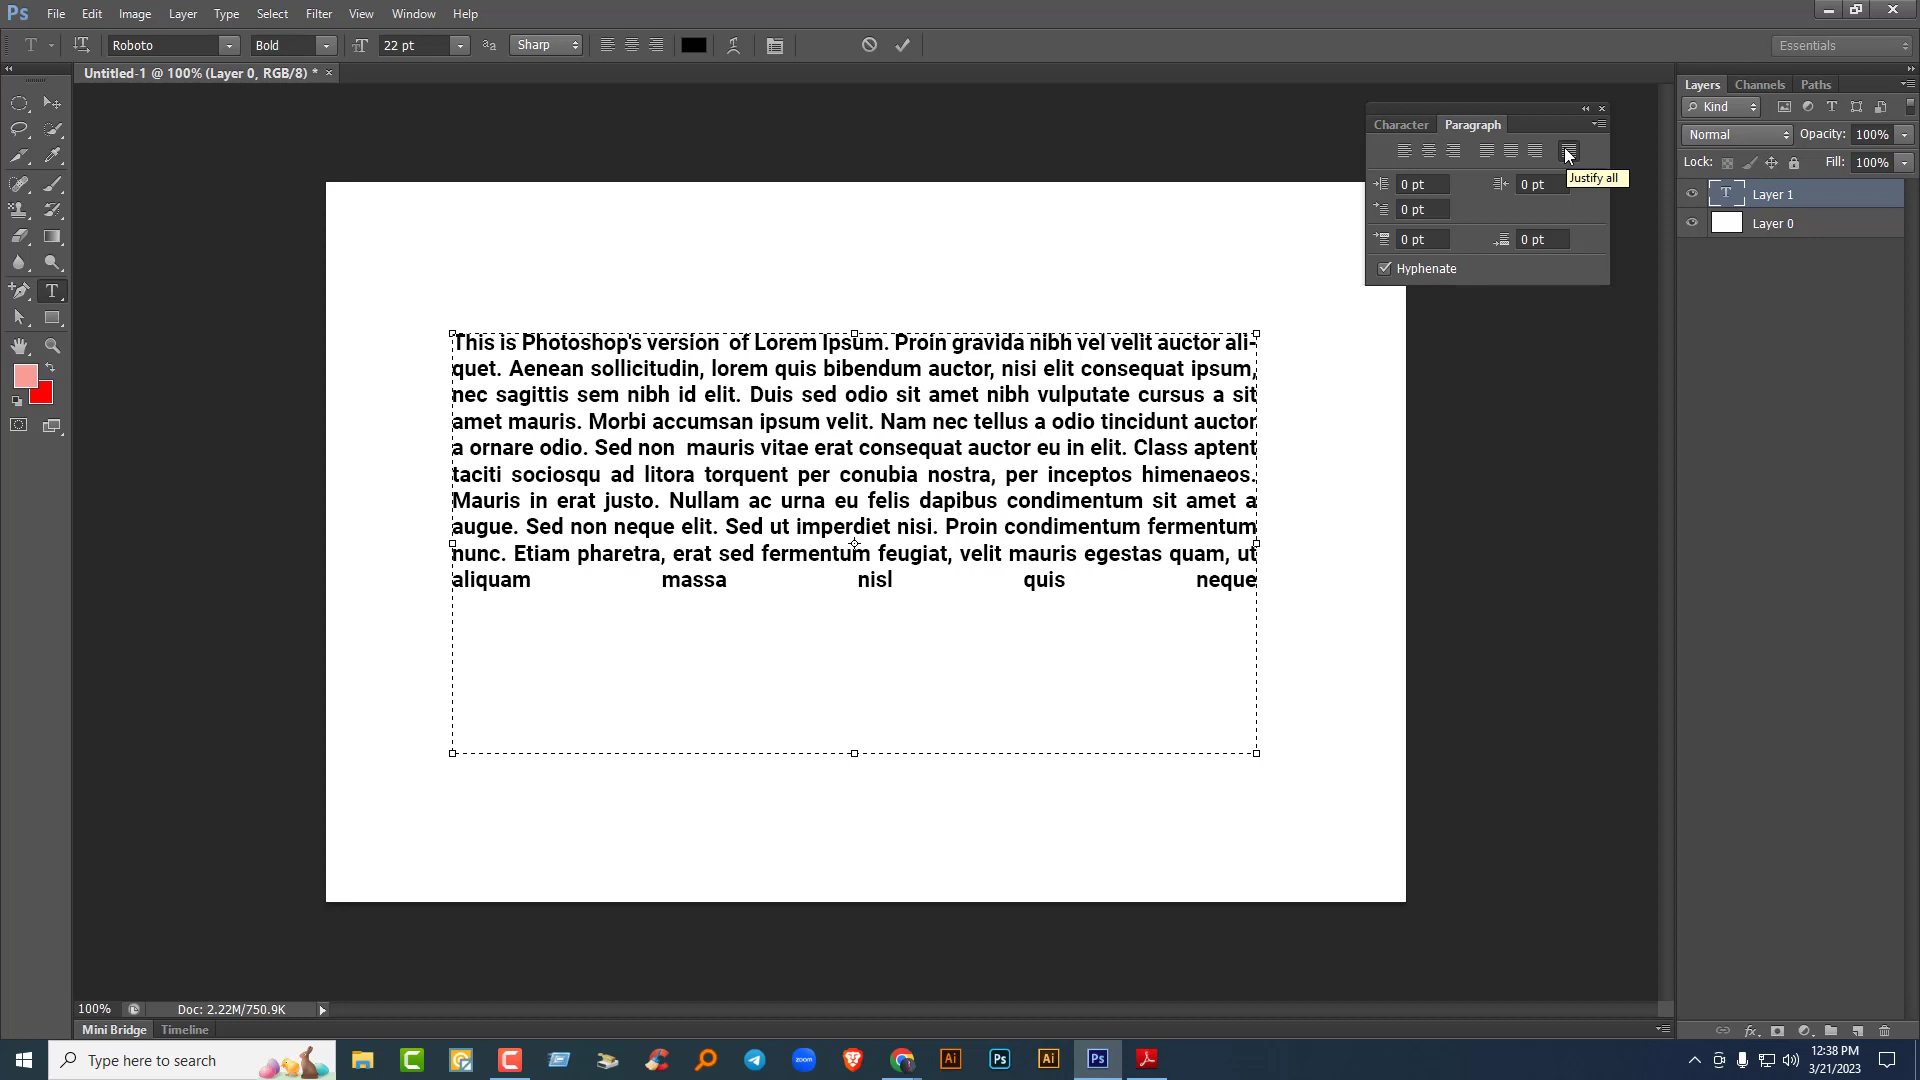 Ps File Edit Image Layer Type Select Filter View Window Help
T Roboto Bold 22 pt aa Sharp Essentials
Untitled-1 @ 100% (Layer 0, RGB/8) * ×
Layers Channels Paths
Kind
Normal Opacity: 100%
Lock: Fill: 100%
T Layer 1
Layer 0
Character Paragraph
Justify all
0 pt 0 pt
0 pt
0 pt 0 pt
Hyphenate
This is Photoshop's version of Lorem Ipsum. Proin gravida nibh vel velit auctor ali-
quet. Aenean sollicitudin, lorem quis bibendum auctor, nisi elit consequat ipsum,
nec sagittis sem nibh id elit. Duis sed odio sit amet nibh vulputate cursus a sit
amet mauris. Morbi accumsan ipsum velit. Nam nec tellus a odio tincidunt auctor
a ornare odio. Sed non mauris vitae erat consequat auctor eu in elit. Class aptent
taciti sociosqu ad litora torquent per conubia nostra, per inceptos himenaeos.
Mauris in erat justo. Nullam ac urna eu felis dapibus condimentum sit amet a
augue. Sed non neque elit. Sed ut imperdiet nisi. Proin condimentum fermentum
nunc. Etiam pharetra, erat sed fermentum feugiat, velit mauris egestas quam, ut
aliquam massa nisl quis neque
100% Doc: 2.22M/750.9K
Mini Bridge Timeline
Type here to search
zoom Ai Ps Ai Ps
12:38 PM
3/21/2023